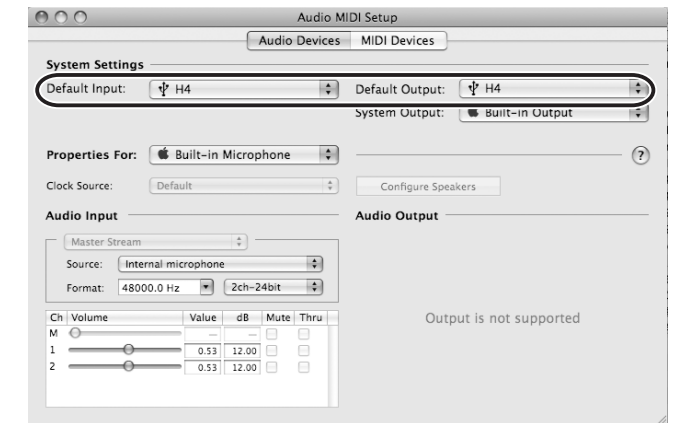 Audio MIDI Setup
Audio Devices MIDI Devices
System Settings
Default Input: H4 Default Output: H4
System Output: Built-in Output
Properties For: Built-in Microphone ?
Clock Source: Default Configure Speakers
Audio Input Audio Output
Master Stream
Source: Internal microphone
Format: 48000.0 Hz 2ch-24bit
Ch Volume Value dB Mute Thru
M — —
1 0.53 12.00
2 0.53 12.00
Output is not supported